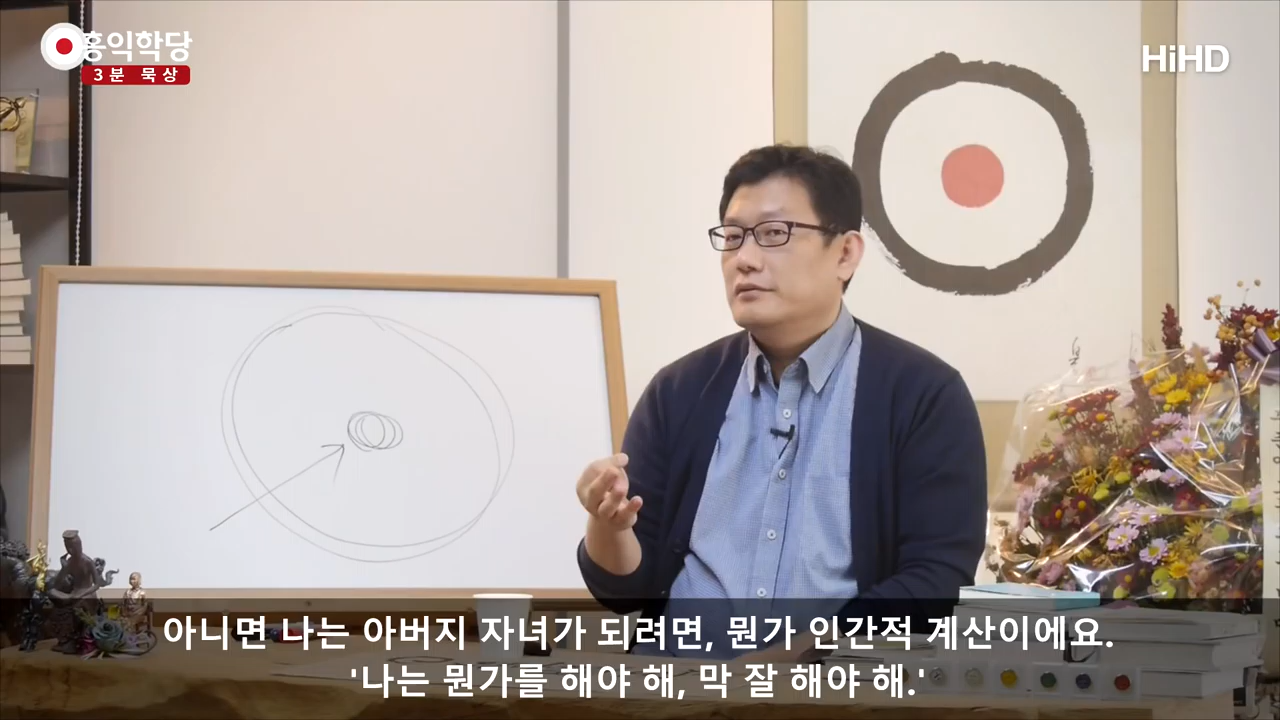 홍익학당
3분 묵상
HiHD
아니면 나는 아버지 자녀가 되려면, 뭔가 인간적 계산이에요.
'나는 뭔가를 해야 해, 막 잘 해야 해.'